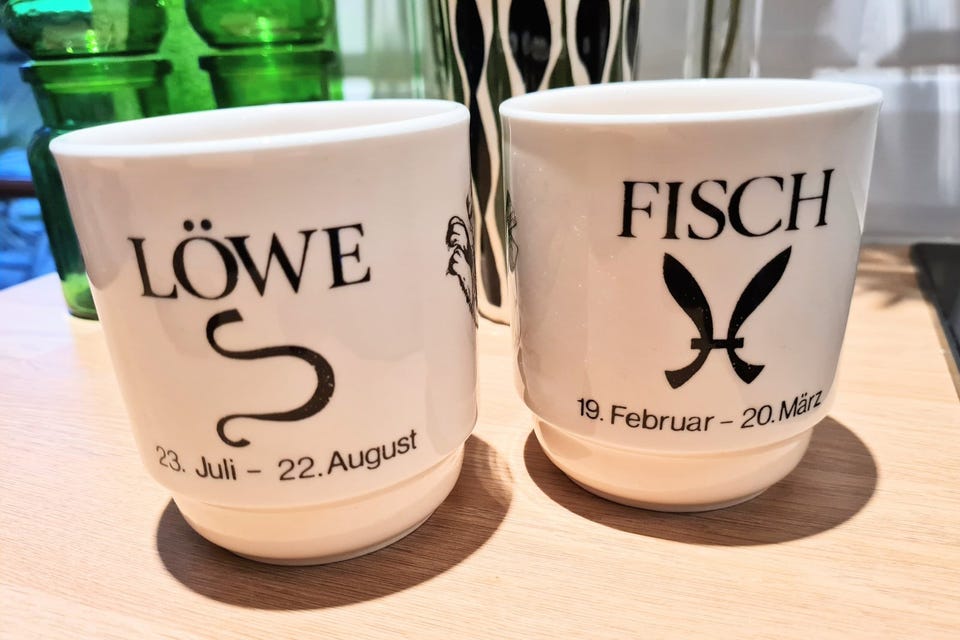 LÖWE
23. Juli – 22. August
FISCH
19. Februar – 20. März